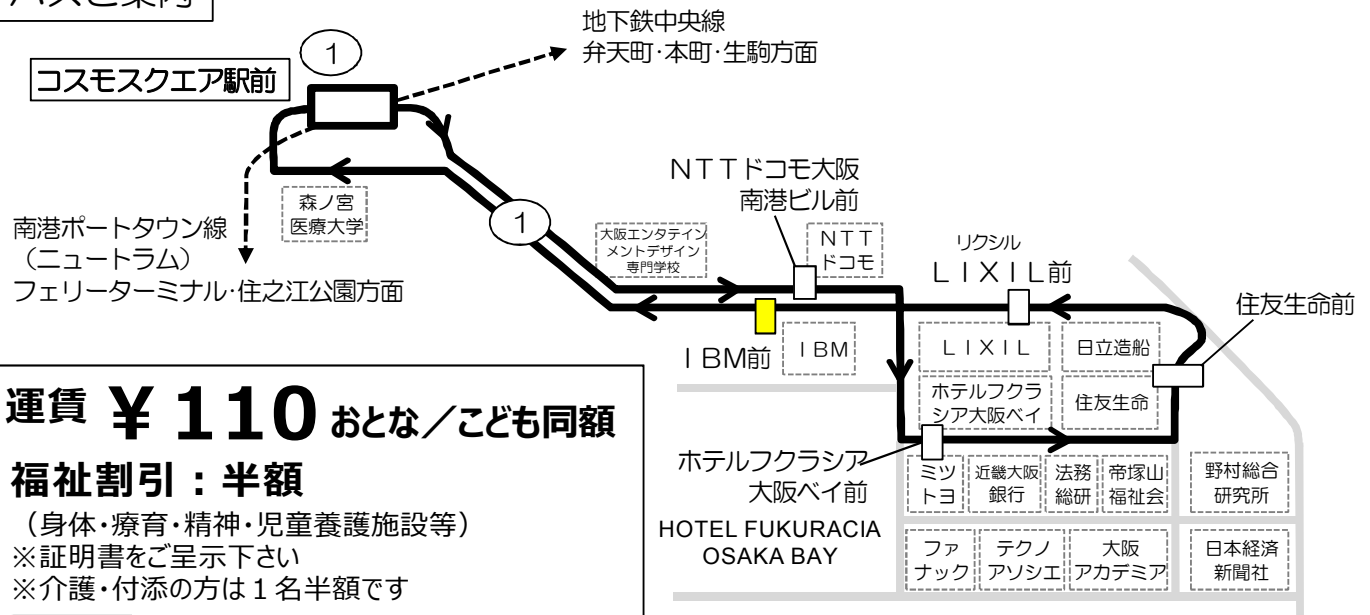 バスご案内
地下鉄中央線
弁天町・本町・生駒方面
①
コスモスクエア駅前
南港ポートタウン線
（ニュートラム）
フェリーターミナル・住之江公園方面
森ノ宮
医療大学
①
大阪エンタテイン
メントデザイン
専門学校
ＮＴＴドコモ大阪
南港ビル前
ＮＴＴ
ドコモ
リクシル
ＬＩＸＩＬ前
住友生命前
ＩＢＭ前
ＩＢＭ
ＬＩＸＩＬ
日立造船
ホテルフクラ
シア大阪ベイ
住友生命
ホテルフクラシア
大阪ベイ前
HOTEL FUKURACIA
OSAKA BAY
ミツ
トヨ
近畿大阪
銀行
法務
総研
帝塚山
福祉会
野村総合
研究所
ファ
ナック
テクノ
アソシエ
大阪
アカデミア
日本経済
新聞社
運賃 ￥110 おとな／こども同額
福祉割引：半額
（身体・療育・精神・児童養護施設等）
※証明書をご呈示下さい
※介護・付添の方は１名半額です